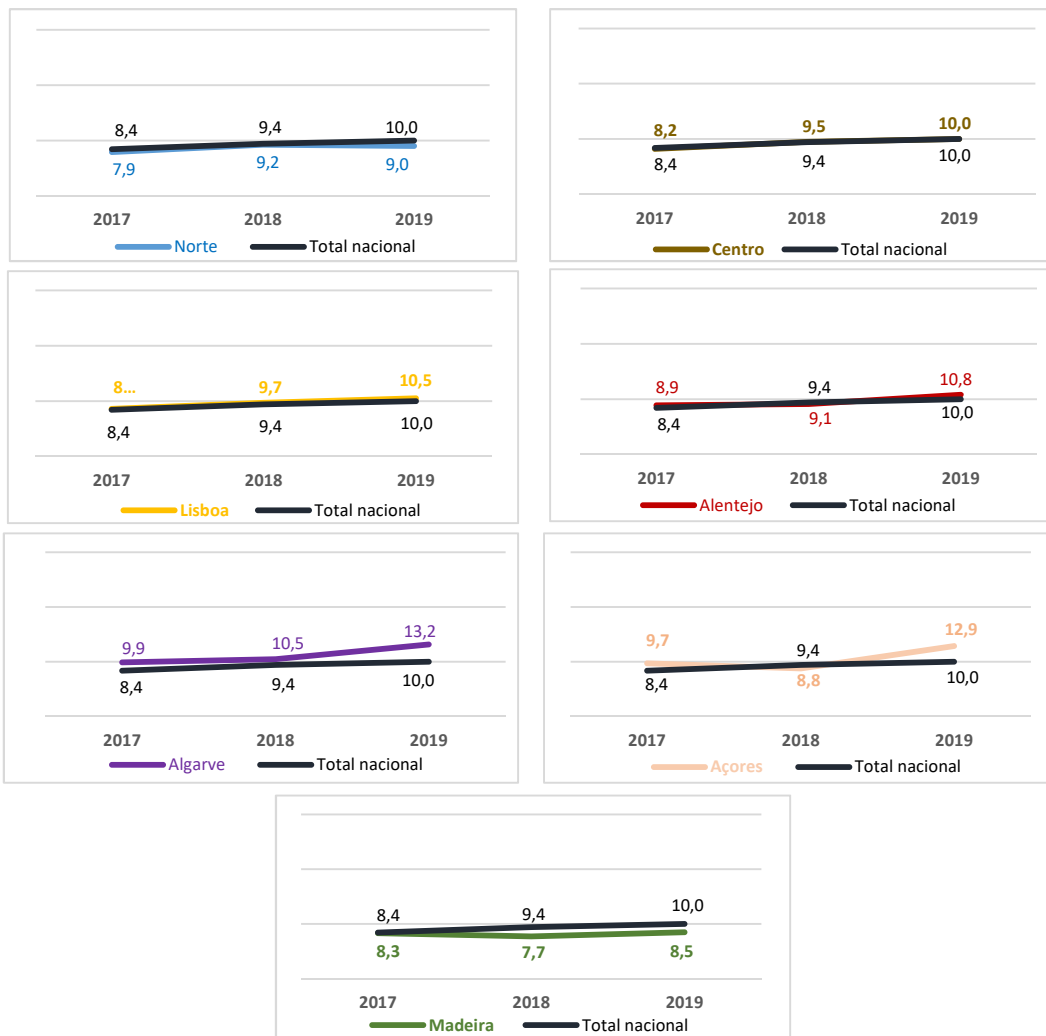 8,4 9,4 10,0
7,9 9,2 9,0
2017 2018 2019
Norte Total nacional
8,2 9,5 10,0
8,4 9,4 10,0
2017 2018 2019
Centro Total nacional
8... 9,7 10,5
8,4 9,4 10,0
2017 2018 2019
Lisboa Total nacional
8,9 9,4 10,8
8,4 9,1 10,0
2017 2018 2019
Alentejo Total nacional
9,9 10,5 13,2
8,4 9,4 10,0
2017 2018 2019
Algarve Total nacional
9,7 9,4 12,9
8,4 8,8 10,0
2017 2018 2019
Açores Total nacional
8,4 9,4 10,0
8,3 7,7 8,5
2017 2018 2019
Madeira Total nacional